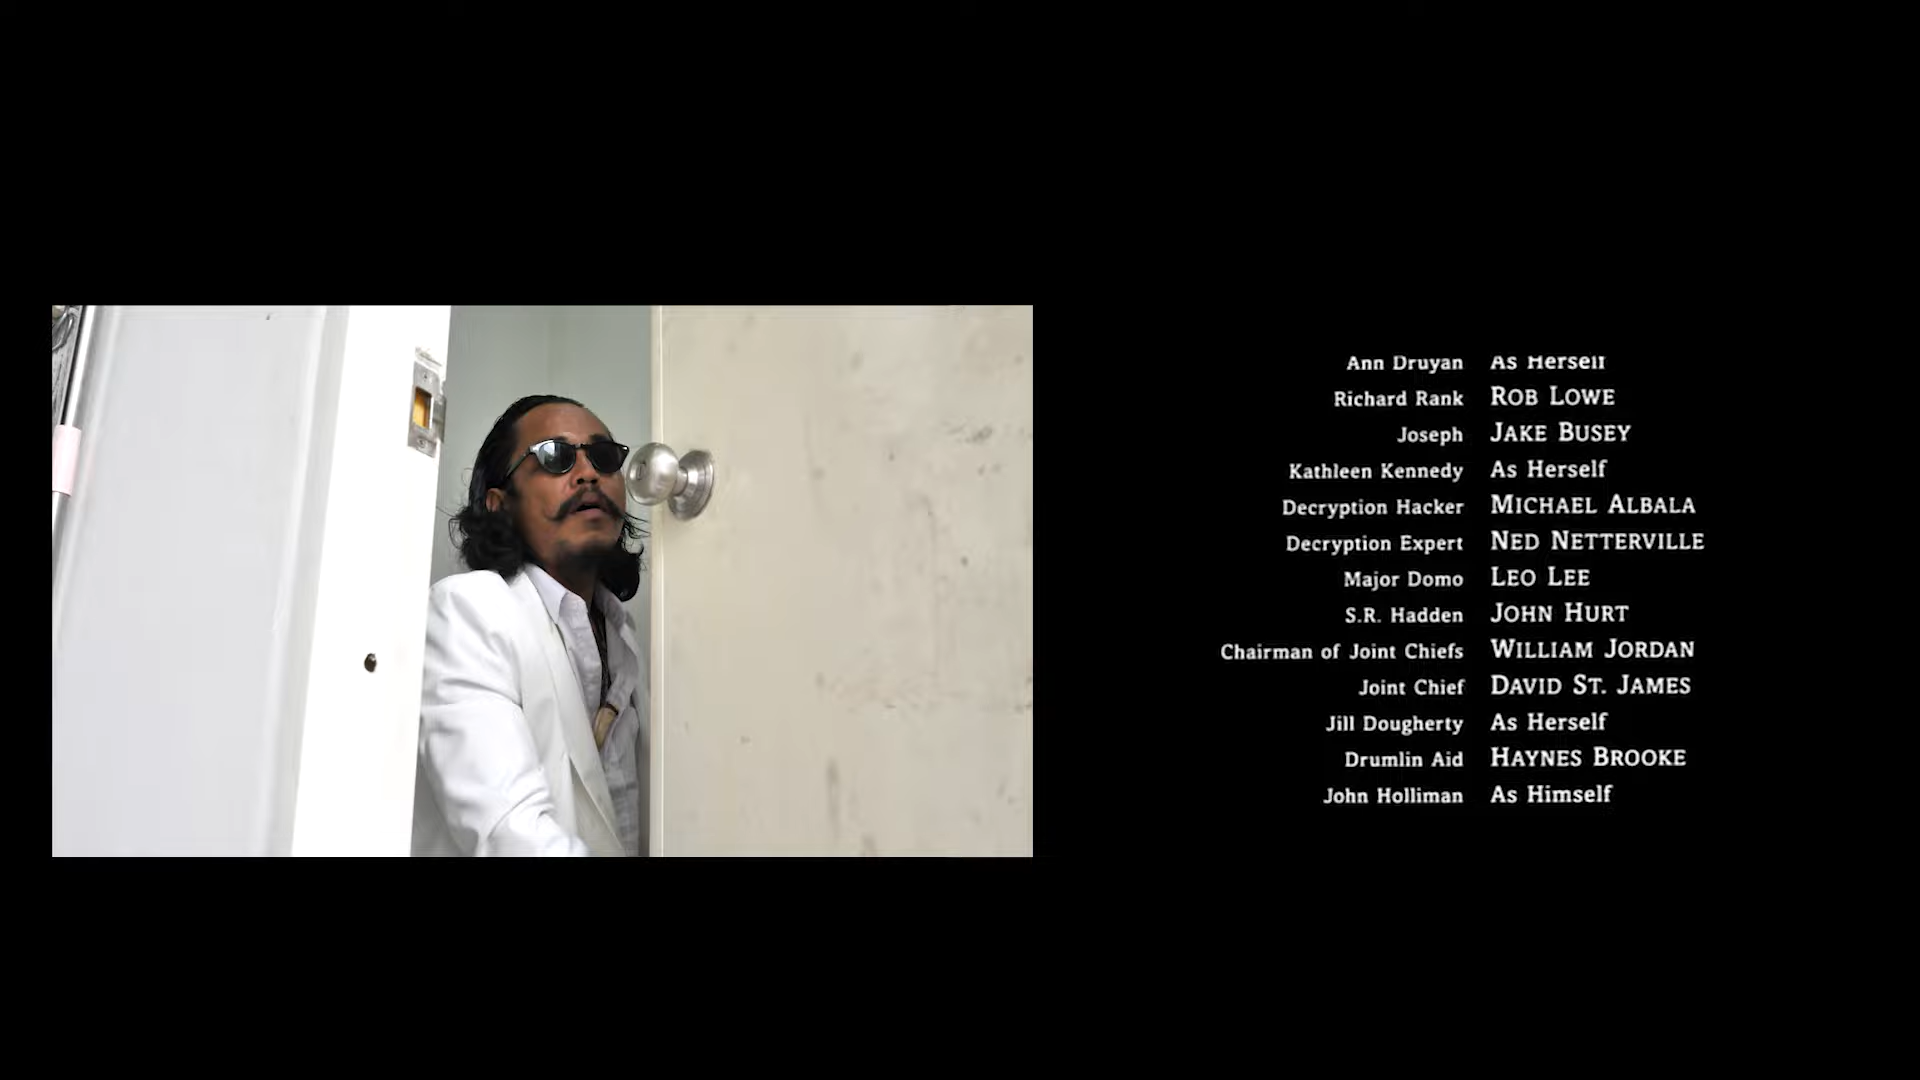 Ann Druyan As Herself
Richard Rank ROB LOWE
Joseph JAKE BUSEY
Kathleen Kennedy As Herself
Decryption Hacker MICHAEL ALBALA
Decryption Expert NED NETTERVILLE
Major Domo LEO LEE
S.R. Hadden JOHN HURT
Chairman of Joint Chiefs WILLIAM JORDAN
Joint Chief DAVID ST. JAMES
Jill Dougherty As Herself
Drumlin Aid HAYNES BROOKE
John Holliman As Himself